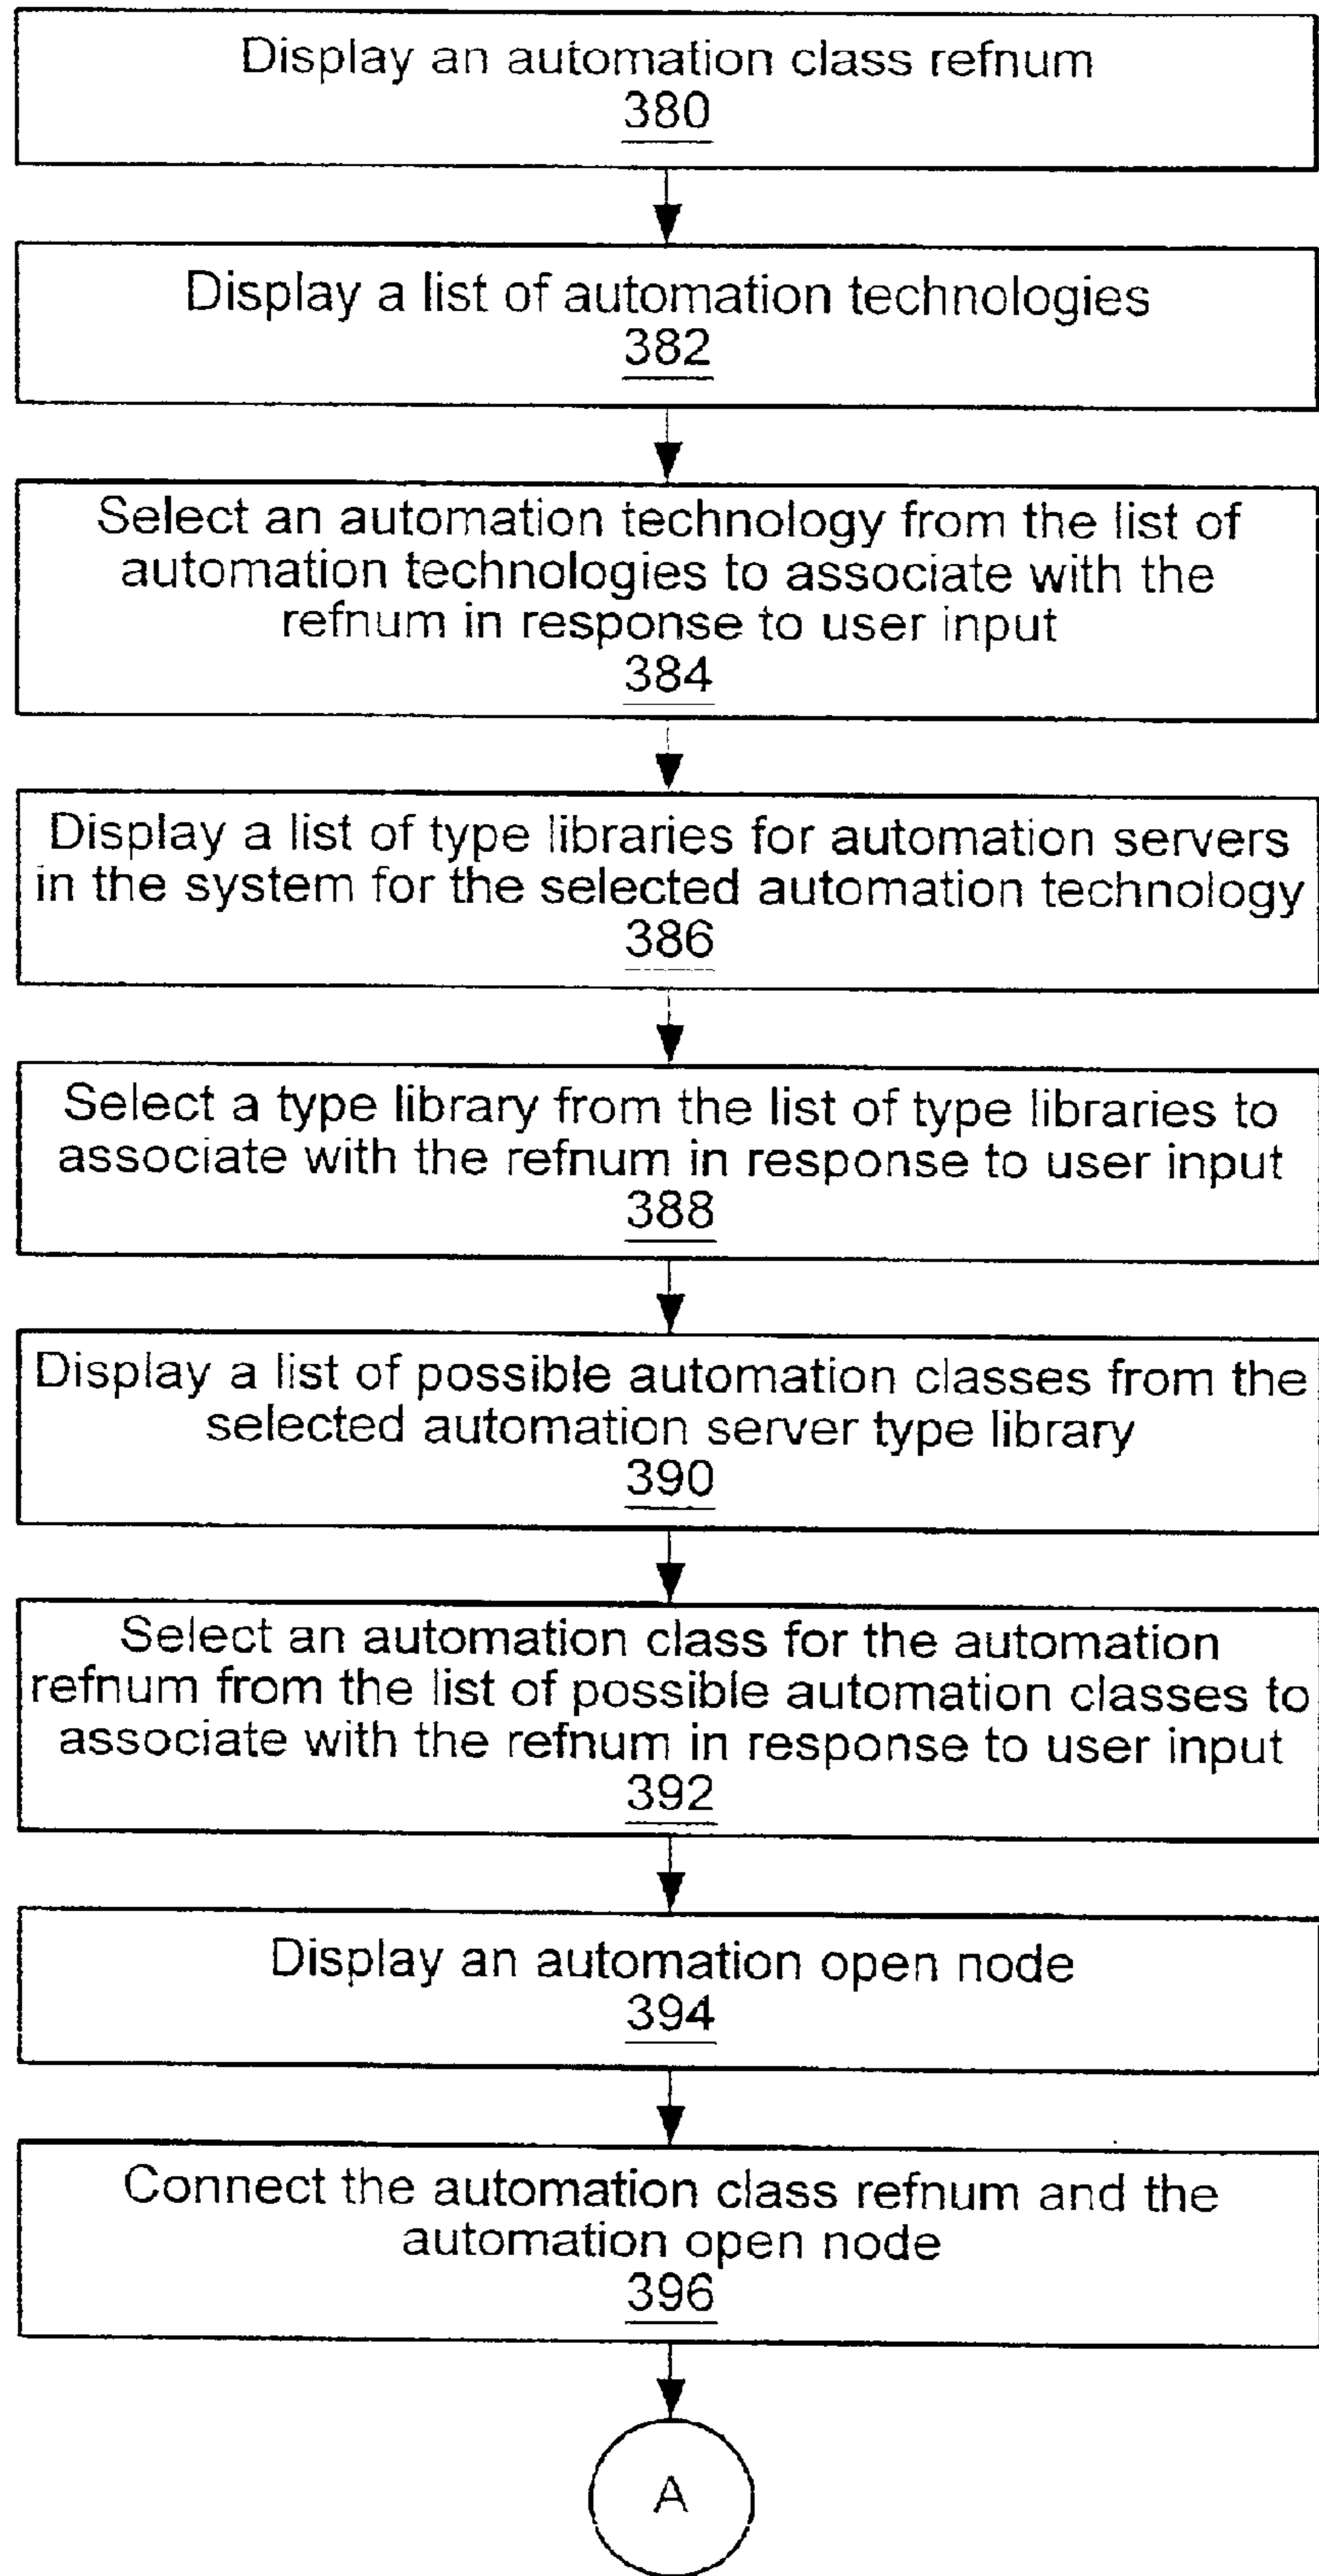 Display an automation class refnum
380
Display a list of automation technologies
382
Select an automation technology from the list of
automation technologies to associate with the
refnum in response to user input
384
Display a list of type libraries for automation servers
in the system for the selected automation technology
386
Select a type library from the list of type libraries to
associate with the refnum in response to user input
388
Display a list of possible automation classes from the
selected automation server type library
390
Select an automation class for the automation
refnum from the list of possible automation classes to
associate with the refnum in response to user input
392
Display an automation open node
394
Connect the automation class refnum and the
automation open node
396
A